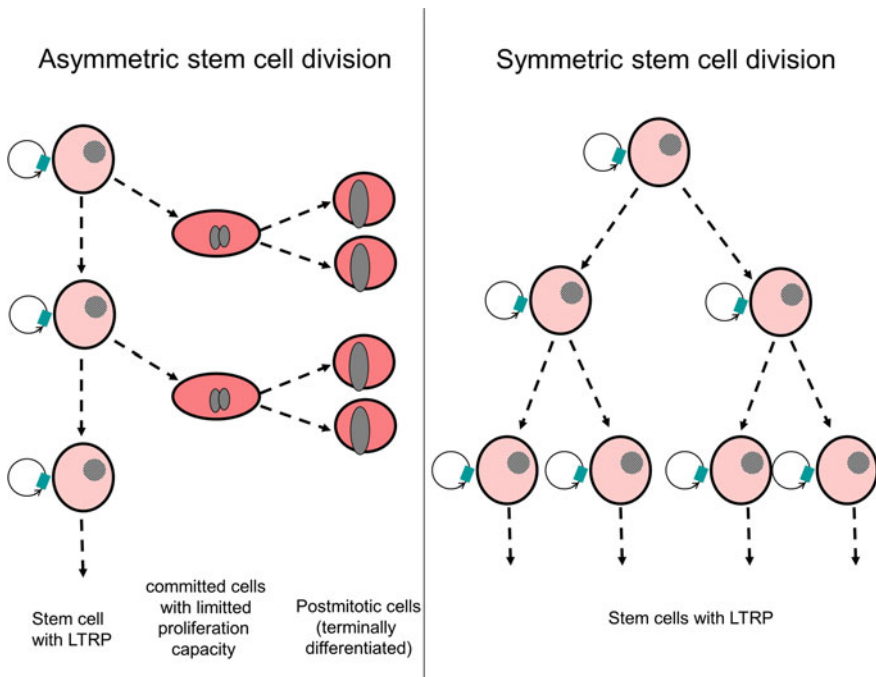 Asymmetric stem cell division
Symmetric stem cell division
Stem cell
with LTRP
committed cells
with limitted
proliferation
capacity
Postmitotic cells
(terminally
differentiated)
Stem cells with LTRP